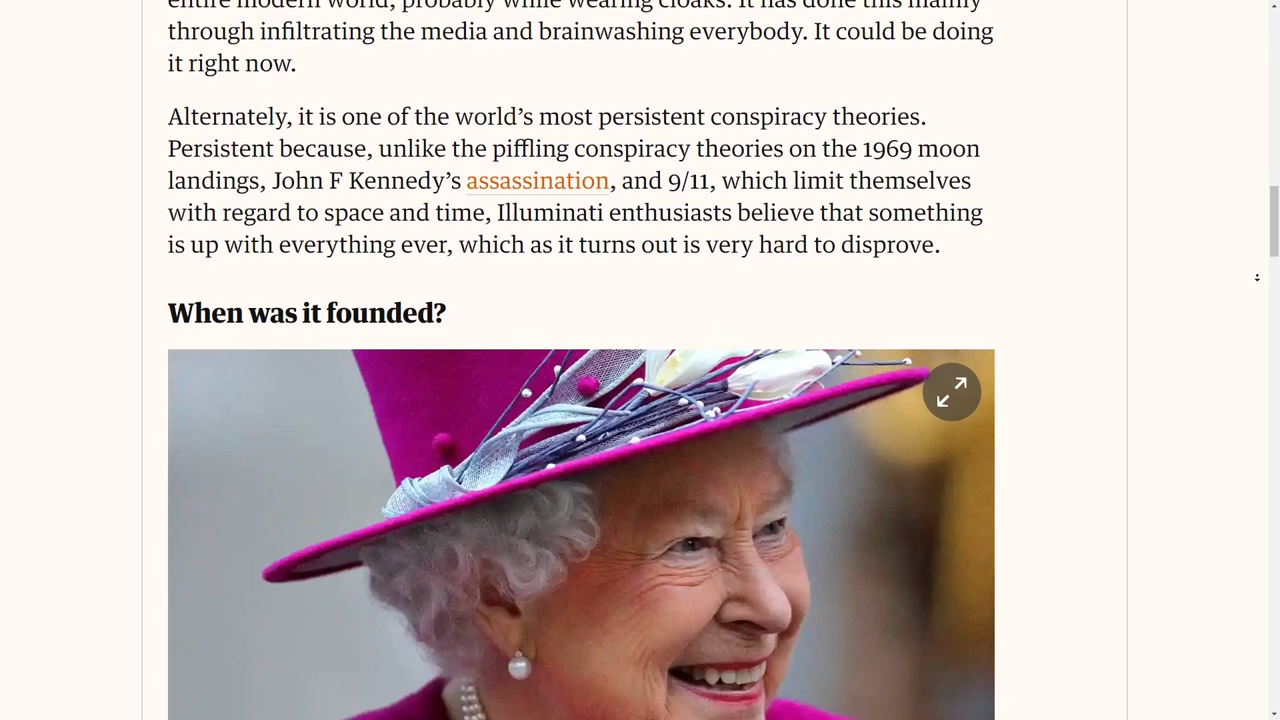 entire modern world, probably while wearing cloaks. It has done this mainly
through infiltrating the media and brainwashing everybody. It could be doing
it right now.
Alternately, it is one of the world’s most persistent conspiracy theories.
Persistent because, unlike the piffling conspiracy theories on the 1969 moon
landings, John F Kennedy’s assassination, and 9/11, which limit themselves
with regard to space and time, Illuminati enthusiasts believe that something
is up with everything ever, which as it turns out is very hard to disprove.
When was it founded?